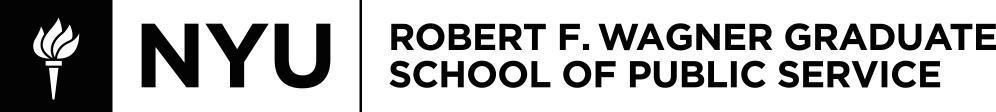 NYU
ROBERT F. WAGNER GRADUATE
SCHOOL OF PUBLIC SERVICE